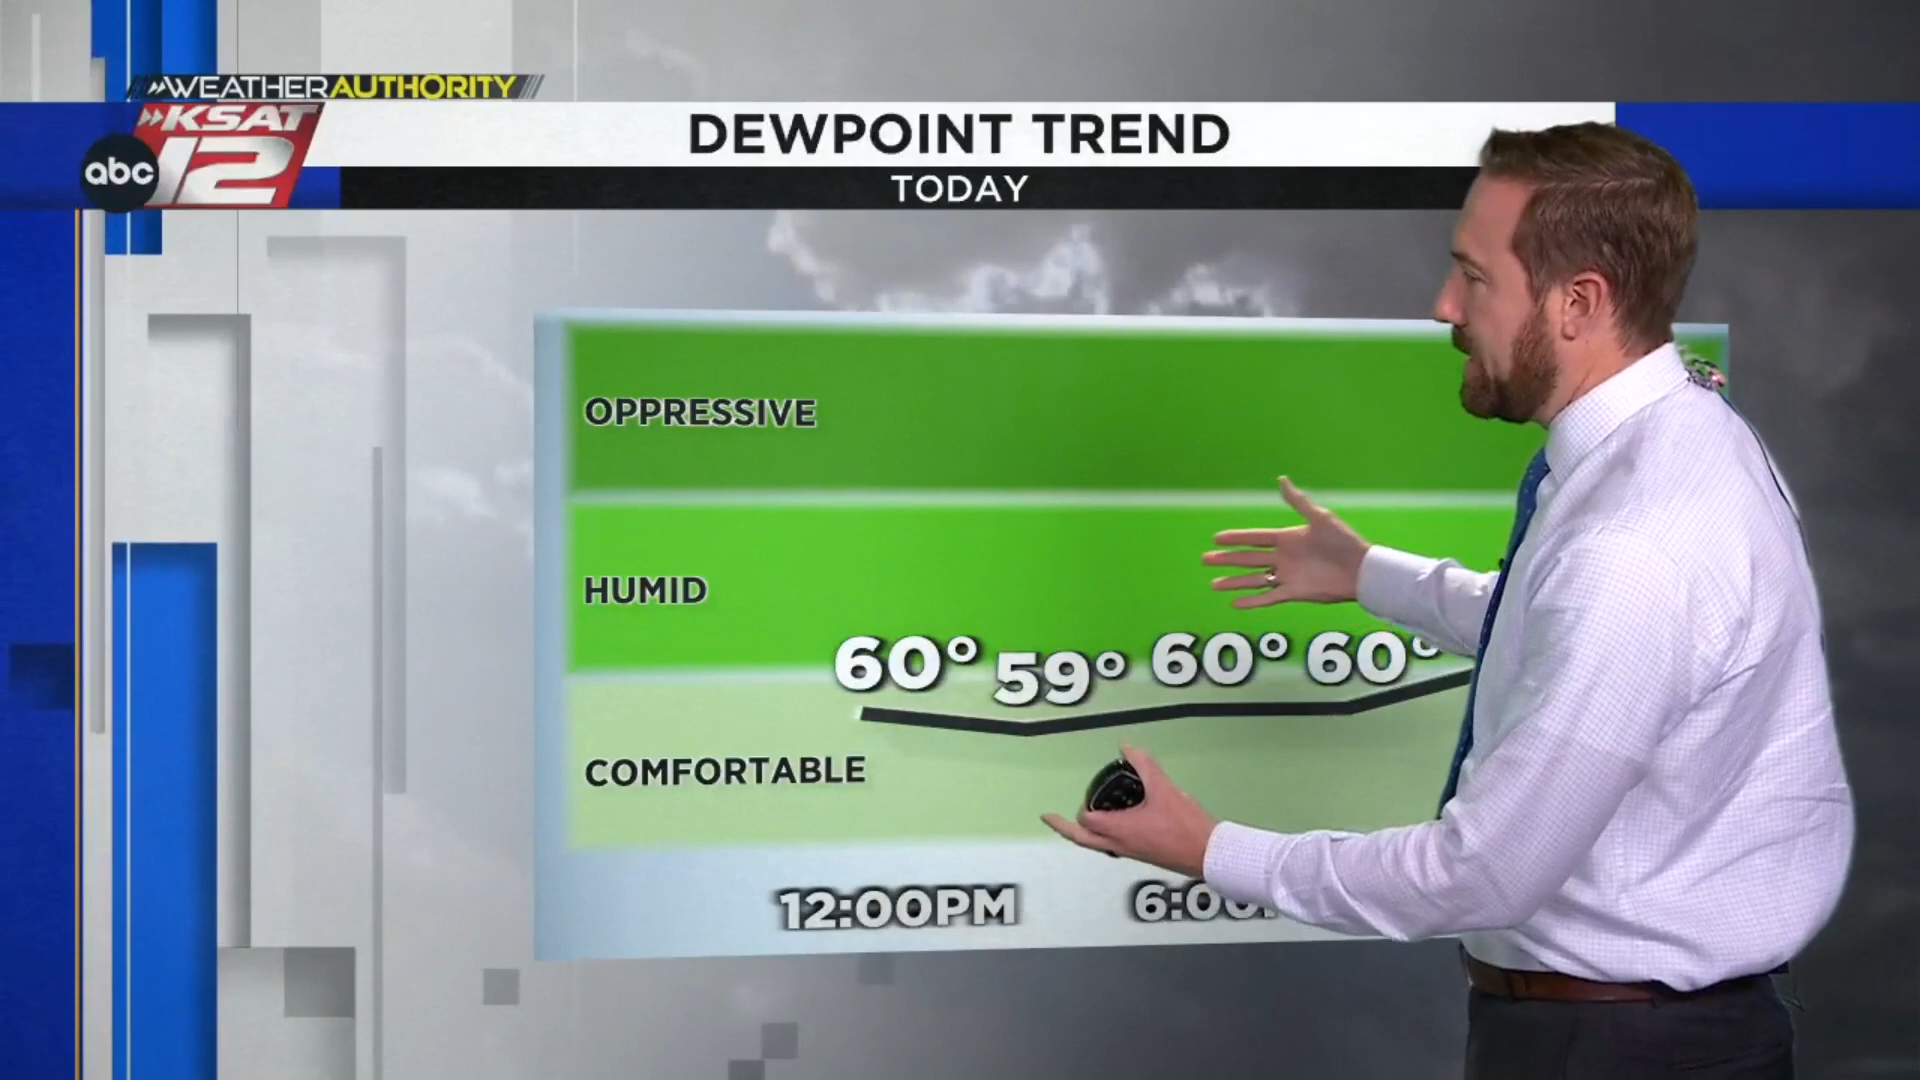 WEATHERAUTHORITY
KSAT
abc 12
DEWPOINT TREND
TODAY
OPPRESSIVE
HUMID
60° 59° 60° 60°
COMFORTABLE
12:00PM